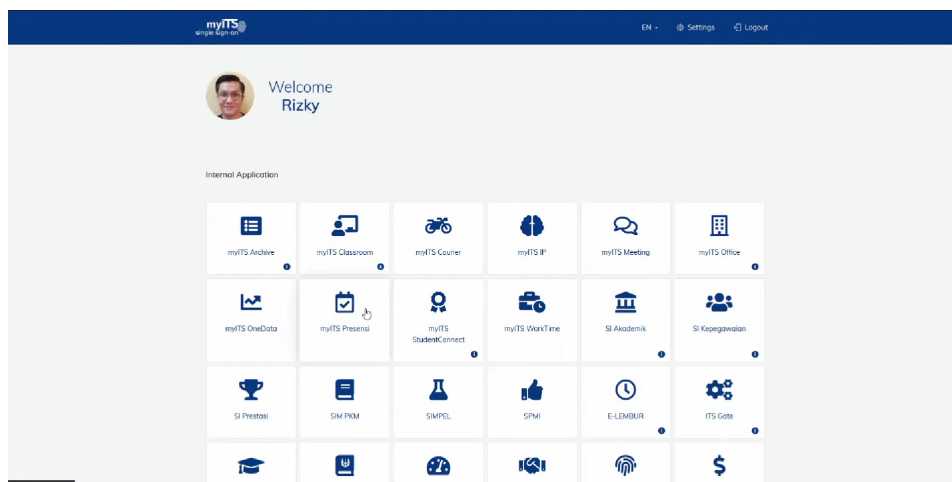 myITS
single sign-on
EN
Settings
Logout
Welcome
Rizky
Internal Application
myITS Archive
myITS Classroom
myITS Courier
myITS IP
myITS Meeting
myITS Office
myITS OneData
myITS Presensi
myITS
StudentConnect
myITS WorkTime
SI Akademik
SI Kepegawaian
SI Prestasi
SIM PKM
SIMPEL
SPMI
E-LEMBUR
ITS Gate